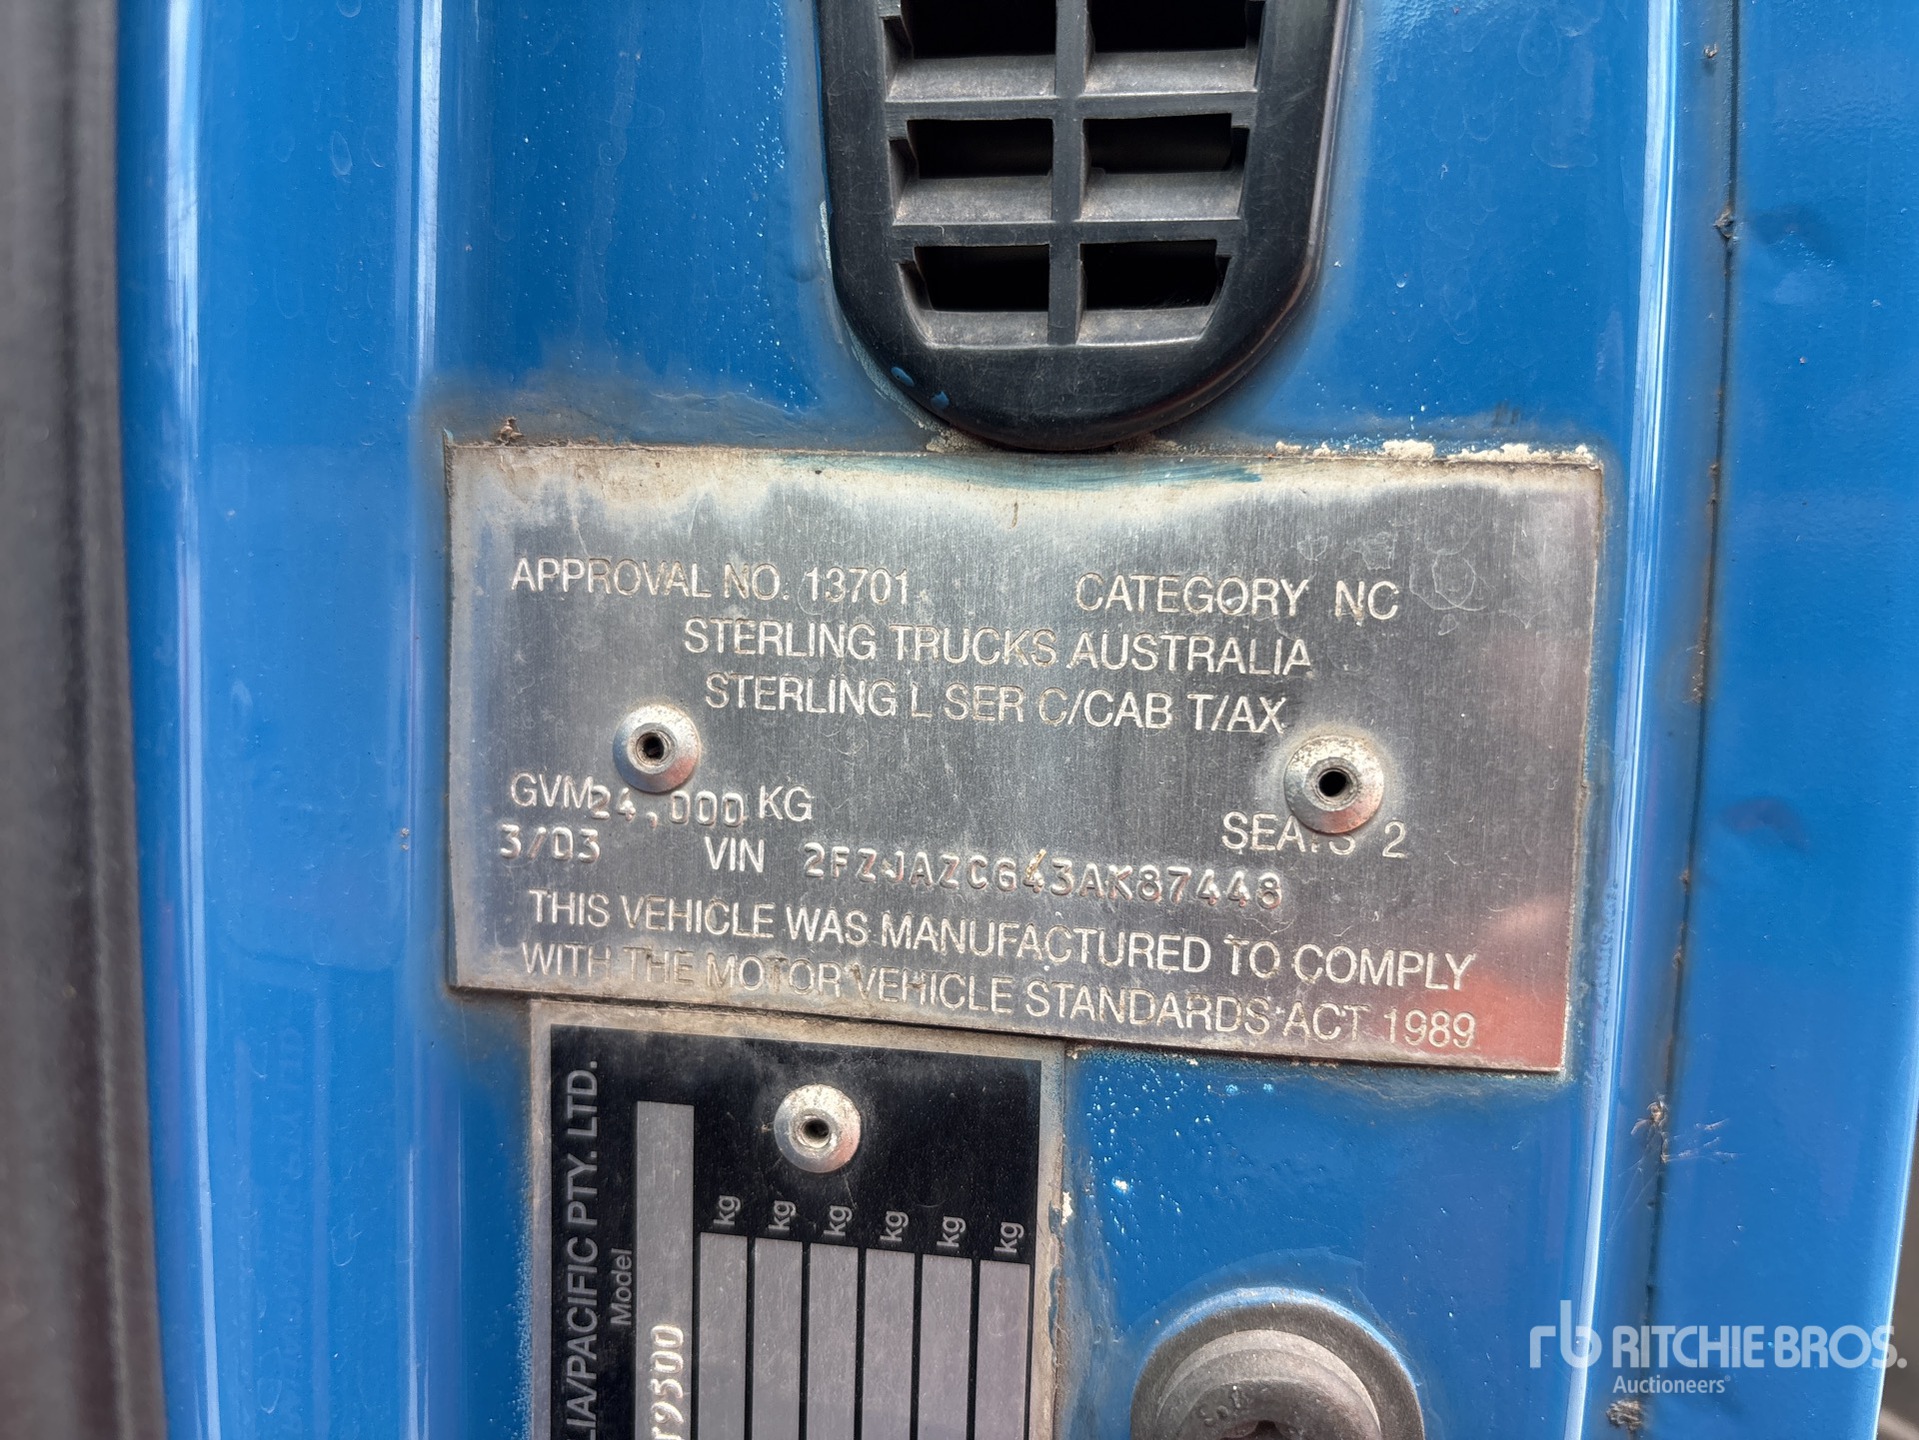 APPROVAL NO. 13701 CATEGORY NC
STERLING TRUCKS AUSTRALIA
STERLING L SER C/CAB T/AX
GVM 24,000 KG
SEATS 2
3/03 VIN 2FZJAZCG43AK87448
THIS VEHICLE WAS MANUFACTURED TO COMPLY
WITH THE MOTOR VEHICLE STANDARDS ACT 1989
LIA/PACIFIC PTY. LTD.
Model
kg kg kg kg kg kg
rb RITCHIE BROS.
Auctioneers